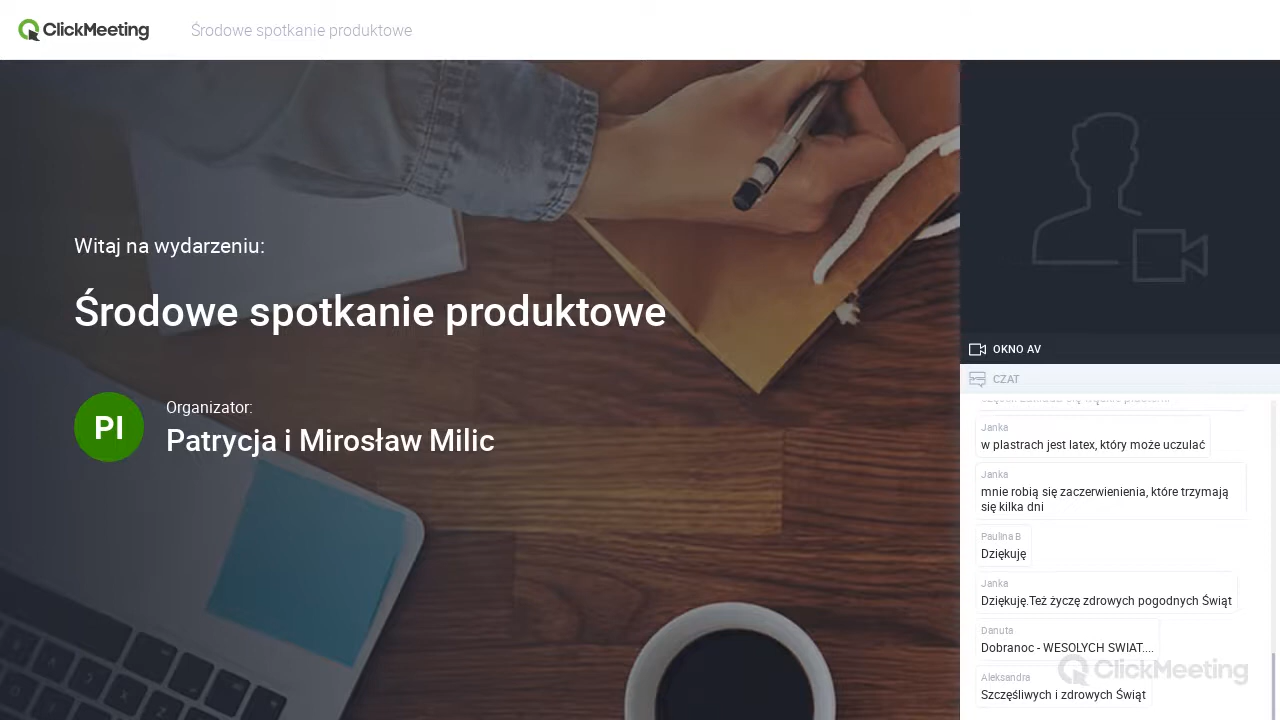 ClickMeeting
Środowe spotkanie produktowe
Witaj na wydarzeniu:
Środowe spotkanie produktowe
PI
Organizator:
Patrycja i Mirosław Milic
OKNO AV
CZAT
Janka
w plastrach jest latex, który może uczulać
Janka
mnie robią się zaczerwienienia, które trzymają
się kilka dni
Paulina B
Dziękuję
Janka
Dziękuję.Też życzę zdrowych pogodnych Świąt
Danuta
Dobranoc - WESOLYCH SWIAT....
ClickMeeting
Aleksandra
Szczęśliwych i zdrowych Świąt